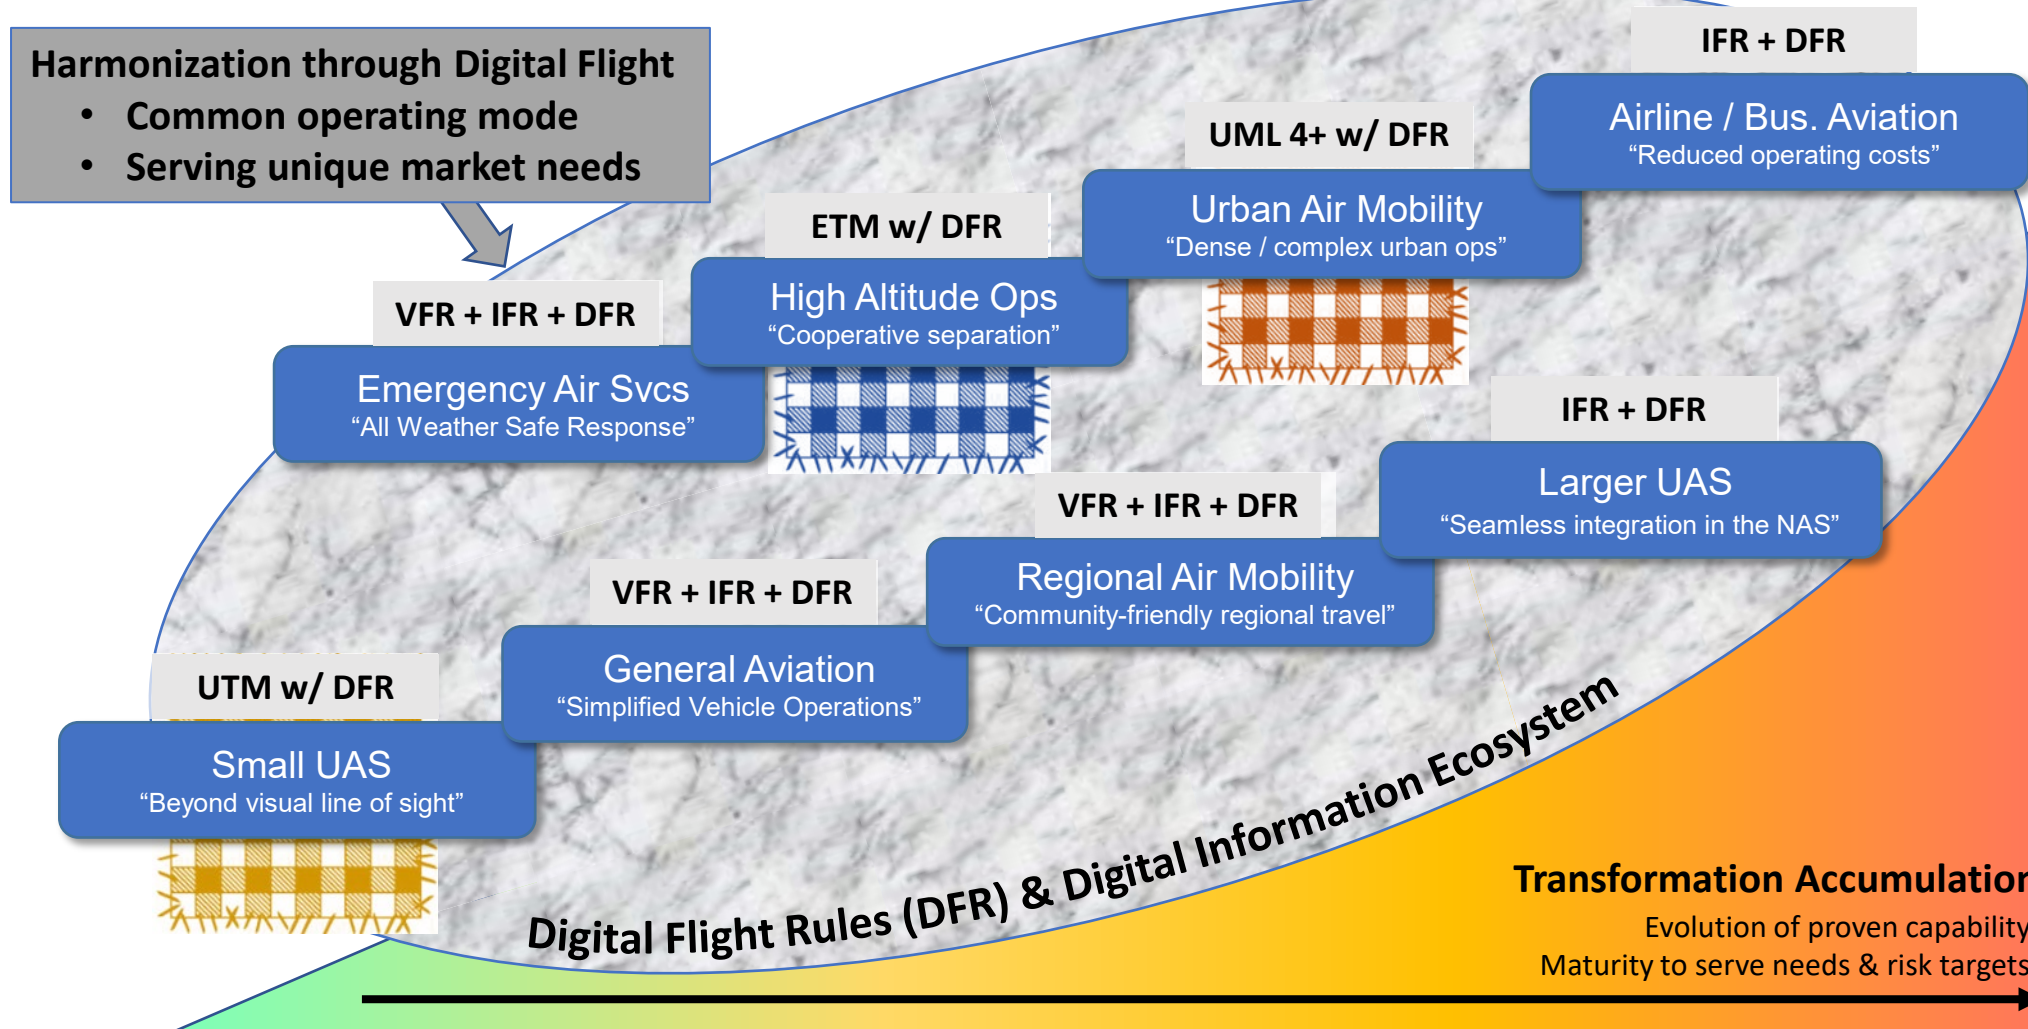 Harmonization through Digital Flight
• Common operating mode
• Serving unique market needs
IFR + DFR
Airline / Bus. Aviation
“Reduced operating costs”
UML 4+ w/ DFR
Urban Air Mobility
“Dense / complex urban ops”
ETM w/ DFR
High Altitude Ops
“Cooperative separation”
VFR + IFR + DFR
Emergency Air Svcs
“All Weather Safe Response”
IFR + DFR
Larger UAS
“Seamless integration in the NAS”
VFR + IFR + DFR
Regional Air Mobility
“Community-friendly regional travel”
VFR + IFR + DFR
General Aviation
“Simplified Vehicle Operations”
UTM w/ DFR
Small UAS
“Beyond visual line of sight”
Digital Flight Rules (DFR) & Digital Information Ecosystem
Transformation Accumulation
Evolution of proven capability
Maturity to serve needs & risk targets